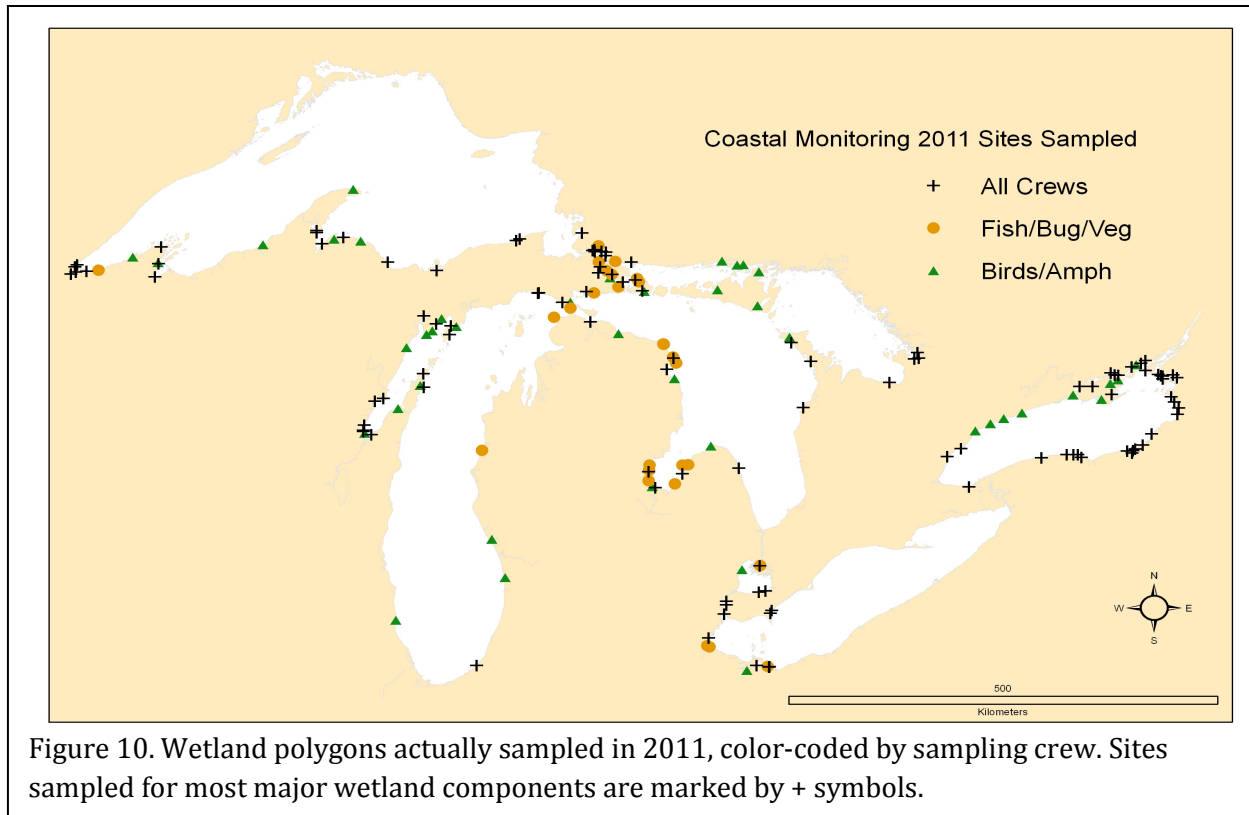 Coastal Monitoring 2011 Sites Sampled
+ All Crews
Fish/Bug/Veg
Birds/Amph
N
W E
S
500
Kilometers
Figure 10. Wetland polygons actually sampled in 2011, color-coded by sampling crew. Sites
sampled for most major wetland components are marked by + symbols.